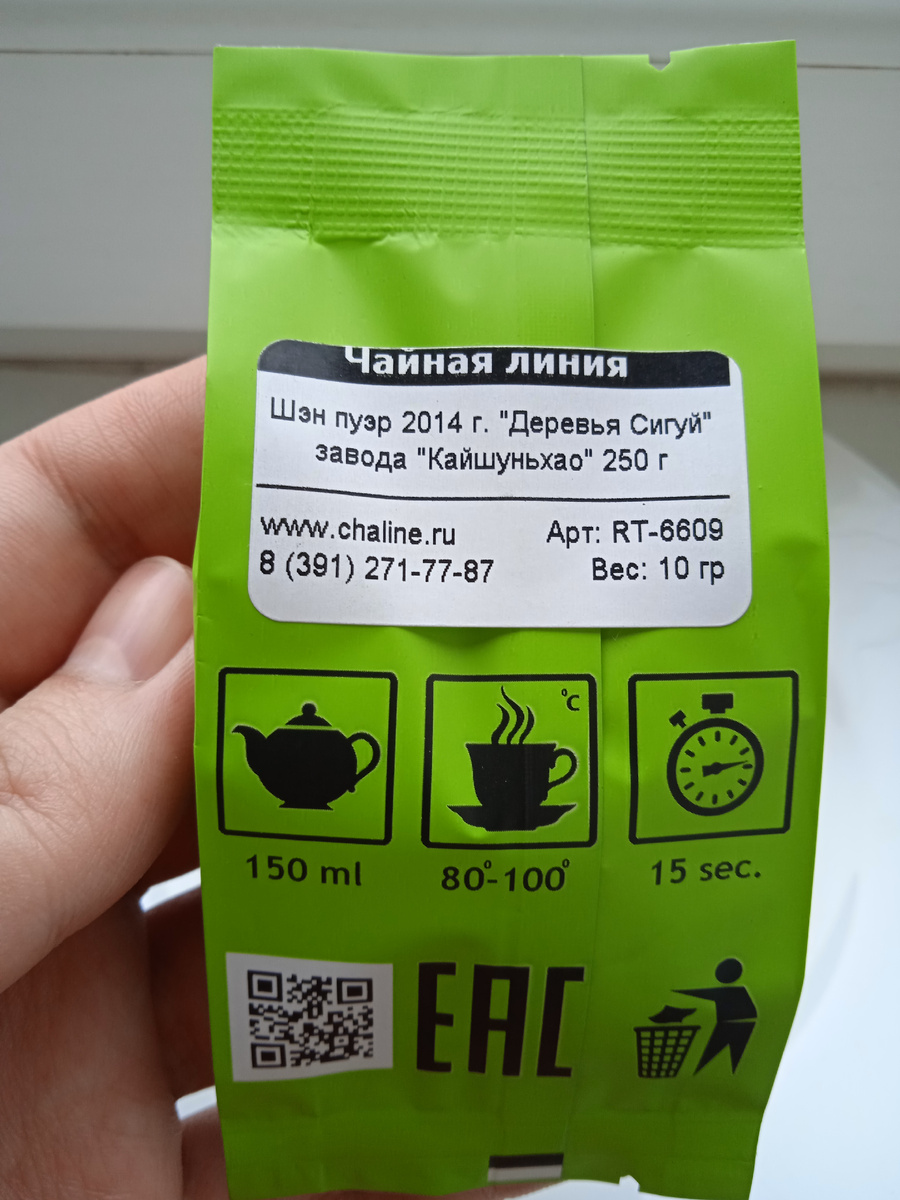 Чайная линия
Шэн пуэр 2014 г. "Деревья Сигуй"
завода "Кайшуньхао" 250 г
www.chaline.ru Арт: RT-6609
8 (391) 271-77-87 Вес: 10 гр
°C
150 ml 80°-100° 15 sec.
EAC